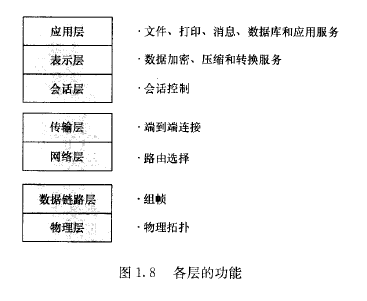 应用层 ·文件、打印、消息、数据库和应用服务
表示层 ·数据加密、压缩和转换服务
会话层 ·会话控制
传输层 ·端到端连接
网络层 ·路由选择
数据链路层 ·组帧
物理层 ·物理拓扑
图 1.8 各层的功能